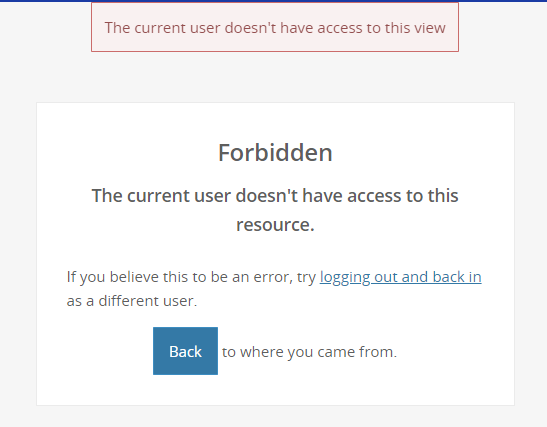 The current user doesn't have access to this view
Forbidden
The current user doesn't have access to this
resource.
If you believe this to be an error, try logging out and back in
as a different user.
Back to where you came from.